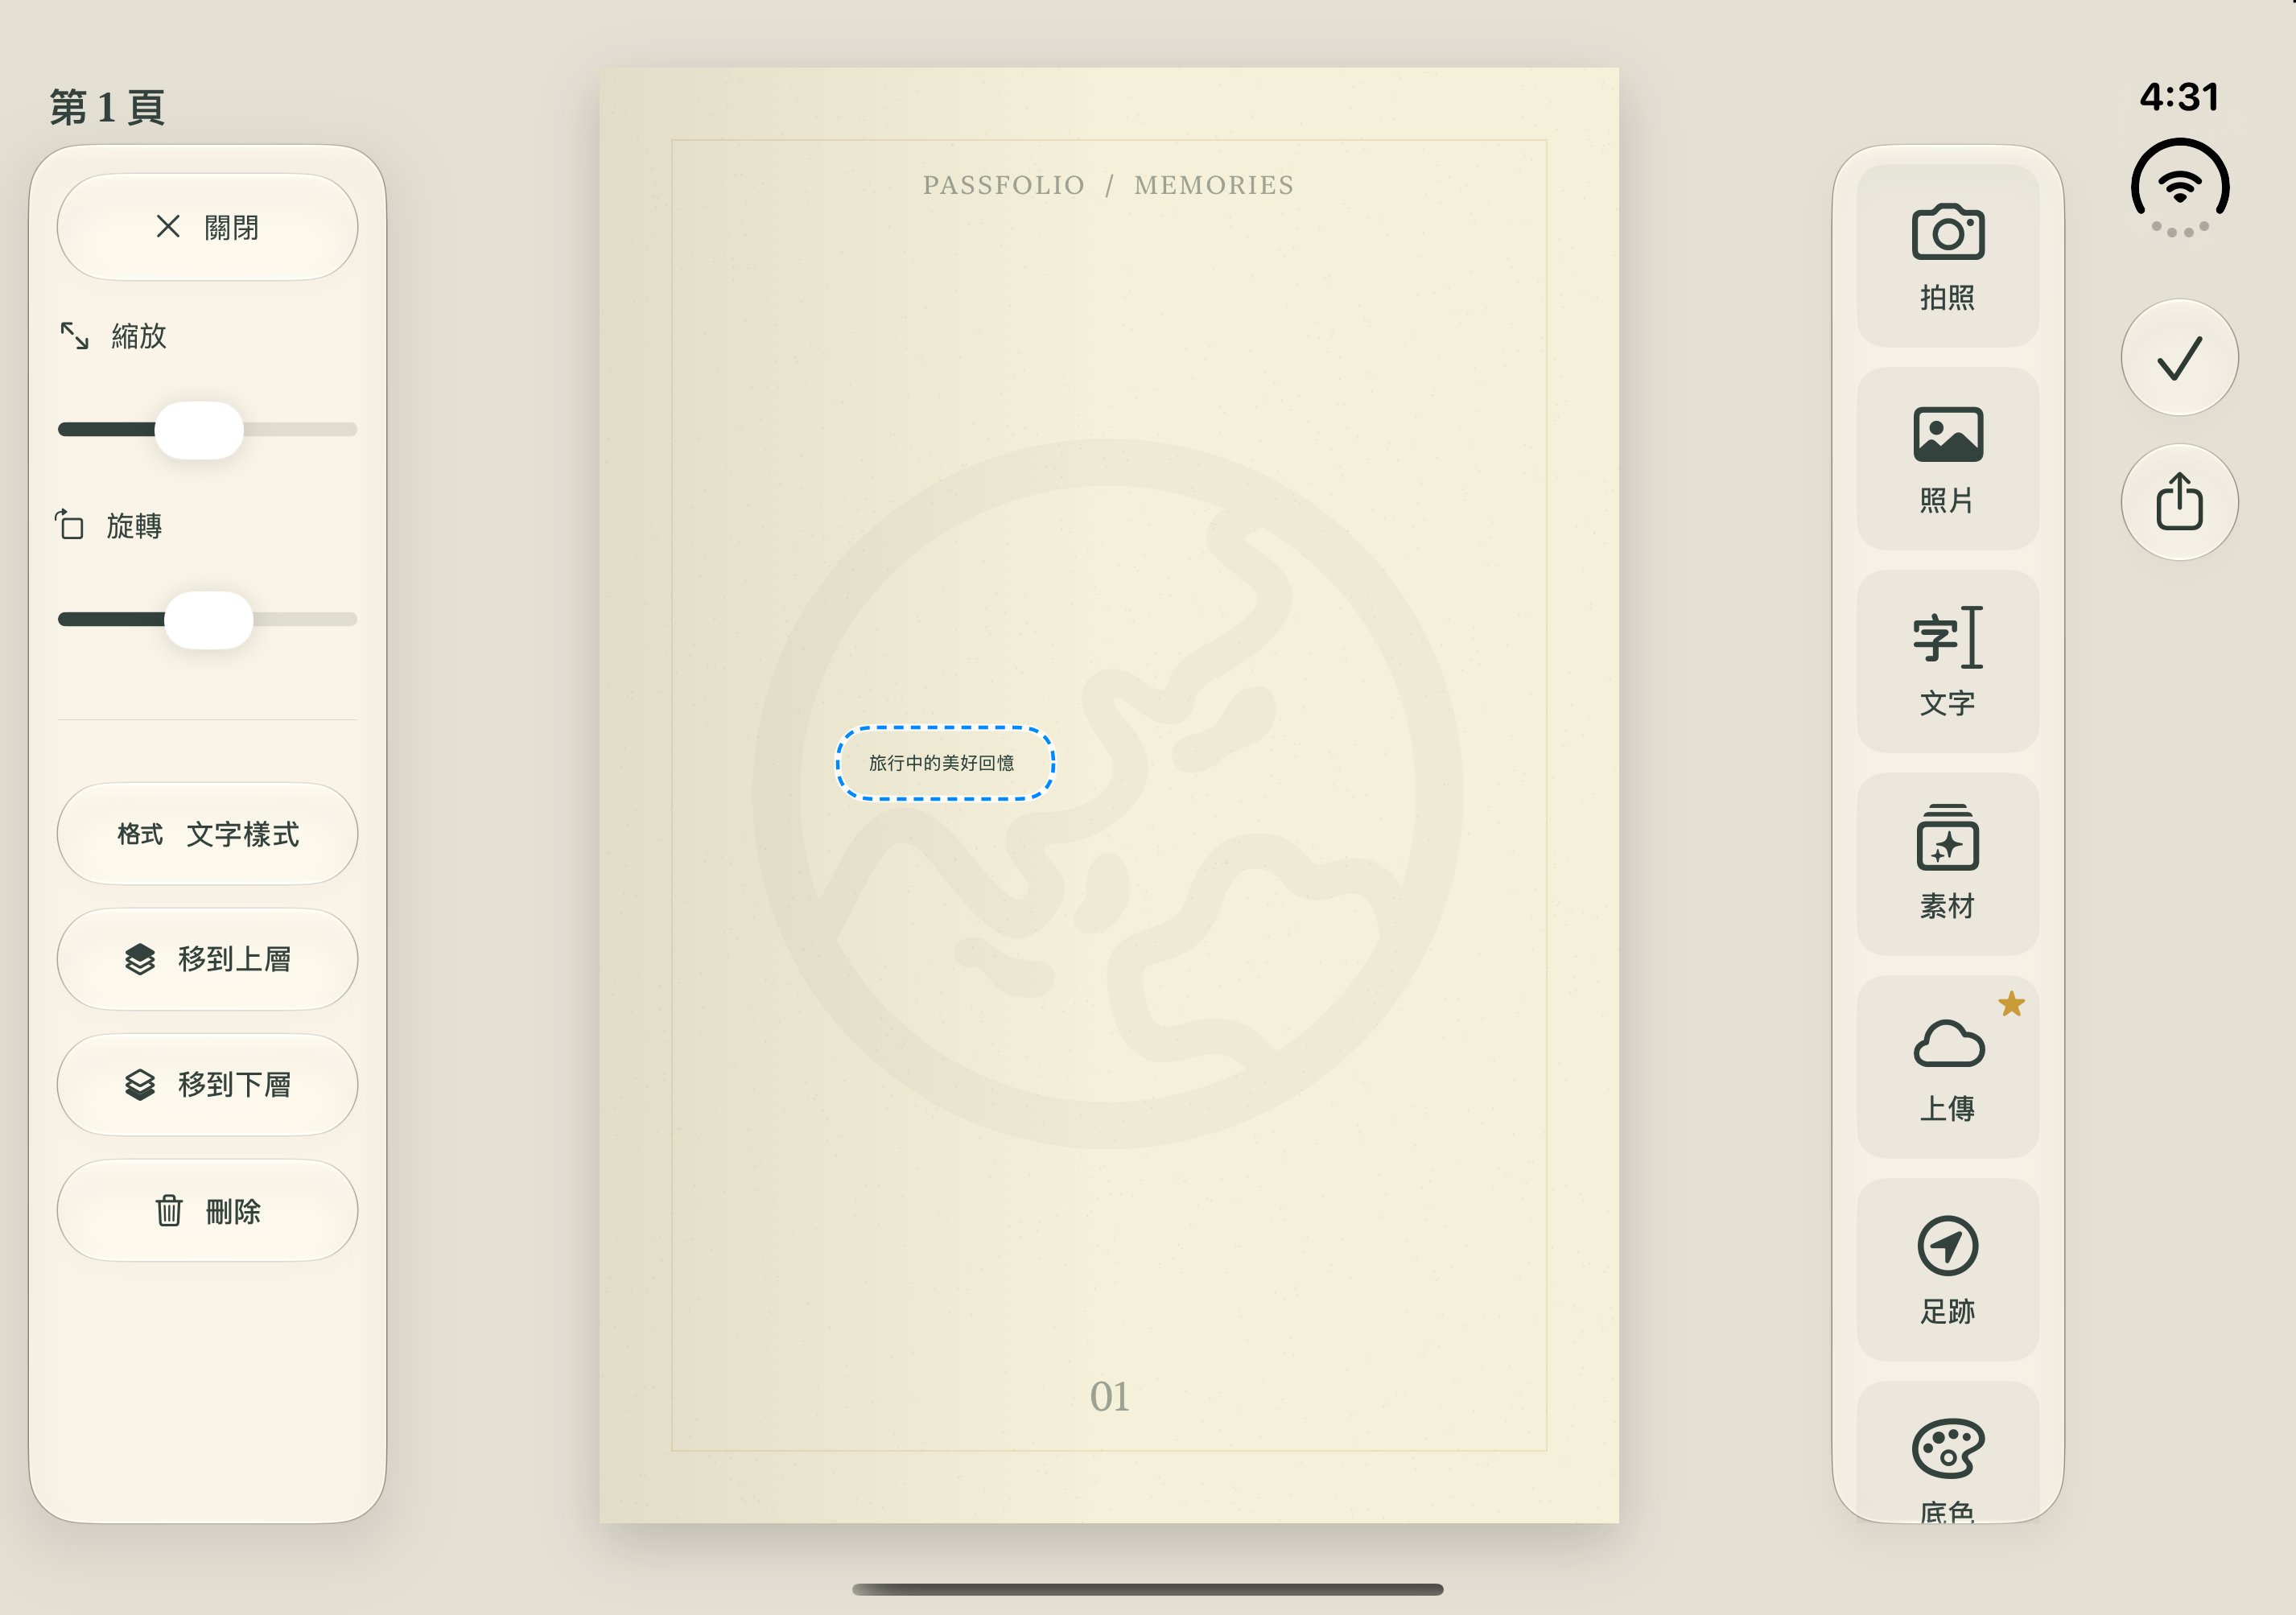 第 1 頁
關閉
縮放
旋轉
格式 文字樣式
移到上層
移到下層
刪除
PASSFOLIO / MEMORIES
旅行中的美好回憶
01
拍照
照片
字
文字
素材
上傳
足跡
底色
4:31